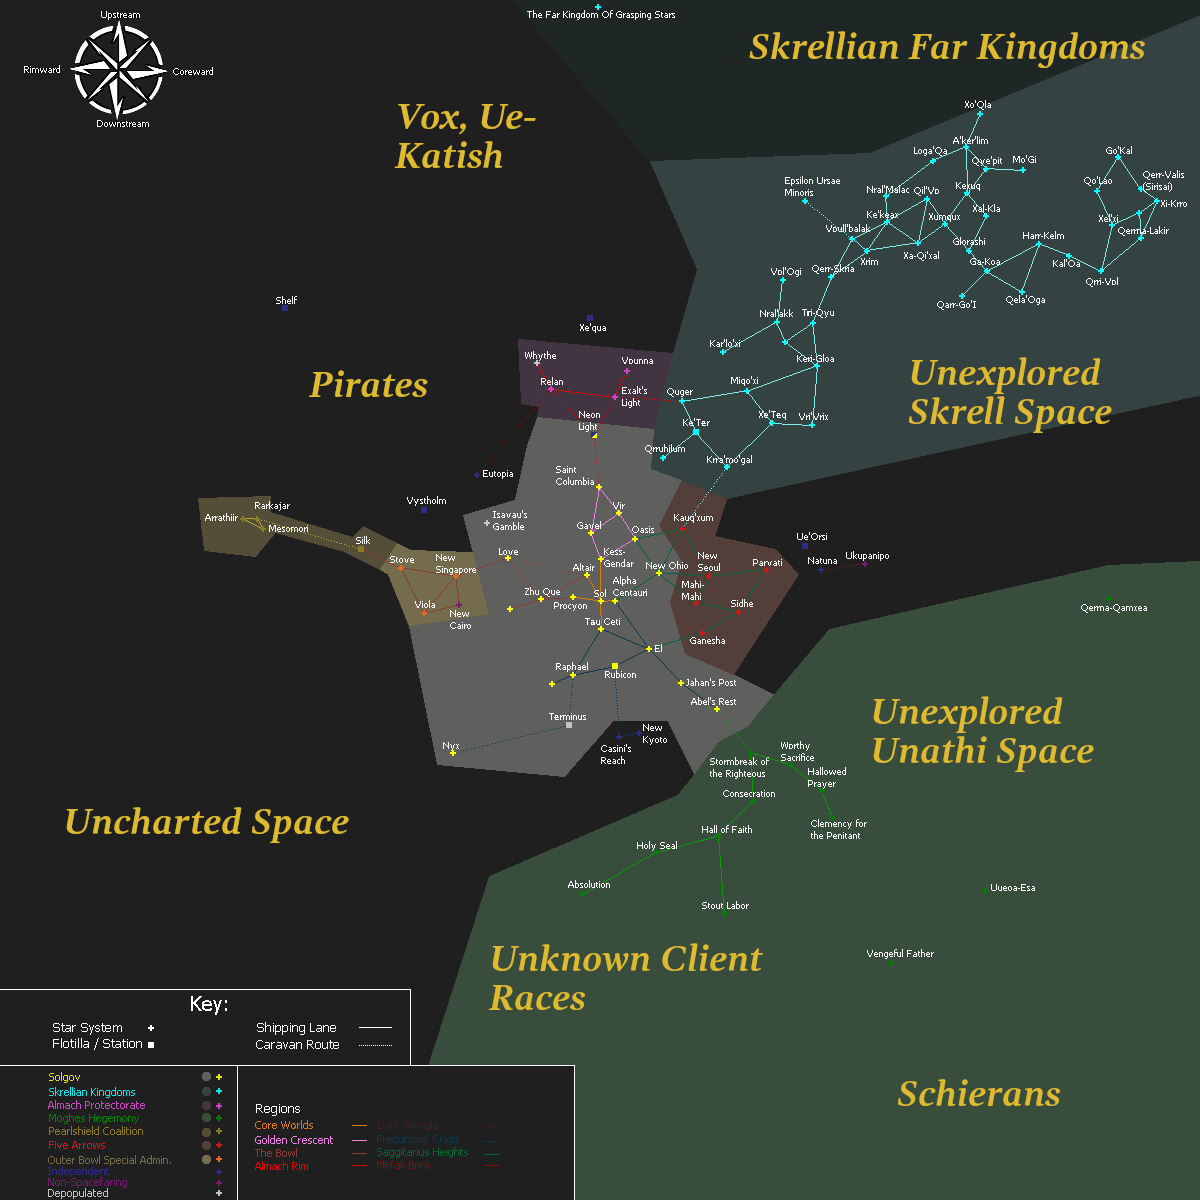 Upstream
The Far Kingdom Of Grasping Stars
Rimward
Coreward
Downstream
Skrellian Far Kingdoms
Vox, Ue-
Katish
Xo'Qla
A'ker'lim
Loga'Qa
Qye'pit
Mo'Gi
Go'Kal
Epsilon Ursae
Minoris
Nral'Malac
Qil'Vo
Kexuq
Qo'Lao
Qerr-Valis
(Sirisai)
Xi-Krro
Ke'keax
Xumqux
Xal-Kla
Xel'xi
Qerma-Lakir
Voull'balak
Xrim
Xa-Qi'xal
Glorashi
Harr-Kelm
Ga-Koa
Kal'Oa
Qrri-Vol
Vol'Ogi
Qerr-Skria
Qarr-Go'I
Qela'Oga
Shelf
Xe'qua
Nral'akk
Tiri-Qyu
Kar'lo'xi
Keri-Gloa
Whythe
Vounna
Relan
Exalt's
Light
Pirates
Unexplored
Skrell Space
Quger
Miqo'xi
Neon
Light
Ke'Ter
Xe'Teq
Vri'Vrix
Qrruhjlum
Krra'mo'gal
Eutopia
Saint
Columbia
Vystholm
Rarkajar
Arrathiir
Mesomori
Isavau's
Gamble
Vir
Gavel
Oasis
Kauq'xum
Ue'Orsi
Silk
Stove
New
Singapore
Love
Kess-
Gendar
New
Seoul
Parvati
Natuna
Ukupanipo
Altair
New Ohio
Alpha
Centauri
Mahi-
Mahi
Viola
New
Cairo
Zhu Que
Procyon
Sol
Sidhe
Qerna-Qamxea
Tau Ceti
Ganesha
El
Raphael
Rubicon
Jahan's Post
Abel's Rest
Terminus
Nyx
Casini's
Reach
New
Kyoto
Unexplored
Unathi Space
Stormbreak of
the Righteous
Worthy
Sacrifice
Hallowed
Prayer
Consecration
Clemency for
the Penitant
Uncharted Space
Hall of Faith
Holy Seal
Absolution
Stout Labor
Uueoa-Esa
Vengeful Father
Unknown Client
Races
Schierans
Key:
Star System
Shipping Lane
Flotilla / Station
Caravan Route
Solgov
Skrellian Kingdoms
Almach Protectorate
Moghes Hegemony
Pearlshield Coalition
Five Arrows
Outer Bowl Special Admin.
Independent
Non-Spacefaring
Depopulated
Regions
Core Worlds
Dark Triangle
Golden Crescent
Precursors' Crypt
The Bowl
Saggitarius Heights
Almach Rim
Mirfak Brink